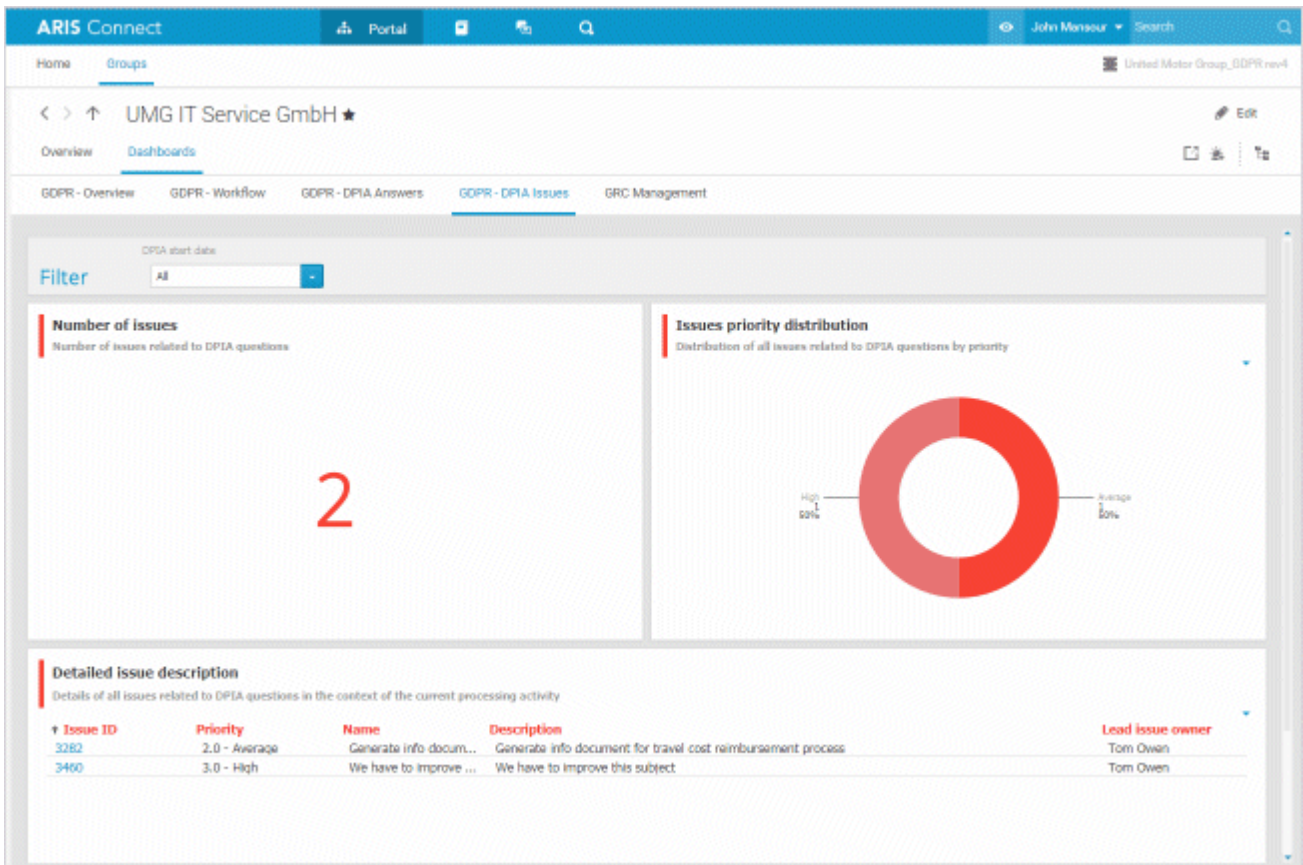 ARIS Connect Portal John Mansour Search
Home Groups United Motor Group_GDPR rev4
UMG IT Service GmbH Edit
Overview Dashboards
GDPR - Overview GDPR - Workflow GDPR - DPIA Answers GDPR - DPIA Issues GRC Management
DPIA start date
Filter All
Number of issues
Number of issues related to DPIA questions
2
Issues priority distribution
Distribution of all issues related to DPIA questions by priority
High
1
50%
Average
1
50%
Detailed issue description
Details of all issues related to DPIA questions in the context of the current processing activity
Issue ID Priority Name Description Lead issue owner
3282 2.0 - Average Generate info docum... Generate info document for travel cost reimbursement process Tom Owen
3460 3.0 - High We have to improve ... We have to improve this subject Tom Owen